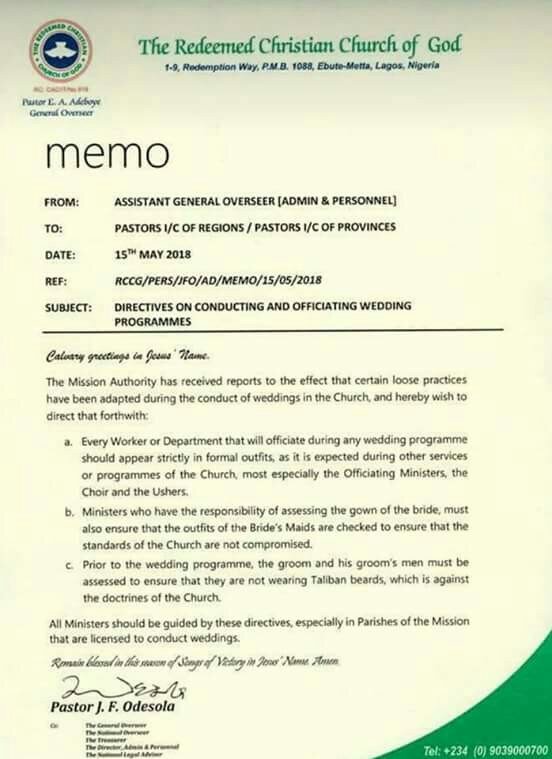 THE REDEEMED CHRISTIAN
CHURCH OF GOD
Pastor E. A. Adeboye
General Overseer
The Redeemed Christian Church of God
1-9, Redemption Way, P.M.B. 1088, Ebute-Metta, Lagos, Nigeria
memo
FROM: ASSISTANT GENERAL OVERSEER [ADMIN & PERSONNEL]
TO: PASTORS I/C OF REGIONS / PASTORS I/C OF PROVINCES
DATE: 15TH MAY 2018
REF: RCCG/PERS/JFO/AD/MEMO/15/05/2018
SUBJECT: DIRECTIVES ON CONDUCTING AND OFFICIATING WEDDING
PROGRAMMES
Calvary greetings in Jesus' Name.
The Mission Authority has received reports to the effect that certain loose practices
have been adapted during the conduct of weddings in the Church, and hereby wish to
direct that forthwith:
a. Every Worker or Department that will officiate during any wedding programme
should appear strictly in formal outfits, as it is expected during other services
or programmes of the Church, most especially the Officiating Ministers, the
Choir and the Ushers.
b. Ministers who have the responsibility of assessing the gown of the bride, must
also ensure that the outfits of the Bride's Maids are checked to ensure that the
standards of the Church are not compromised.
c. Prior to the wedding programme, the groom and his groom's men must be
assessed to ensure that they are not wearing Taliban beards, which is against
the doctrines of the Church.
All Ministers should be guided by these directives, especially in Parishes of the Mission
that are licensed to conduct weddings.
Remain blessed in this season of Songs of Victory in Jesus' Name. Amen.
Pastor J. F. Odesola
Cc: The General Overseer
The National Overseer
The Treasurer
The Director, Admin & Personnel
The National Legal Adviser
Tel: +234 (0) 9039000700